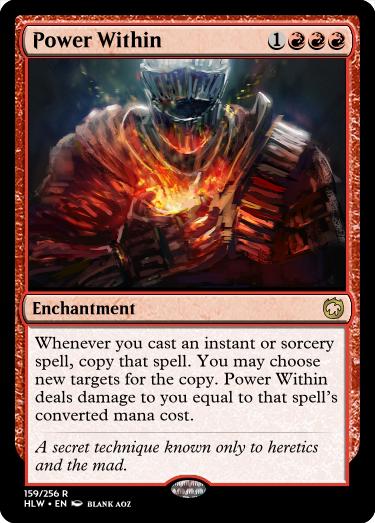 Power Within 1
Enchantment
Whenever you cast an instant or sorcery
spell, copy that spell. You may choose
new targets for the copy. Power Within
deals damage to you equal to that spell's
converted mana cost.
A secret technique known only to heretics
and the mad.
159/256 R
HLW • EN BLANK AOZ